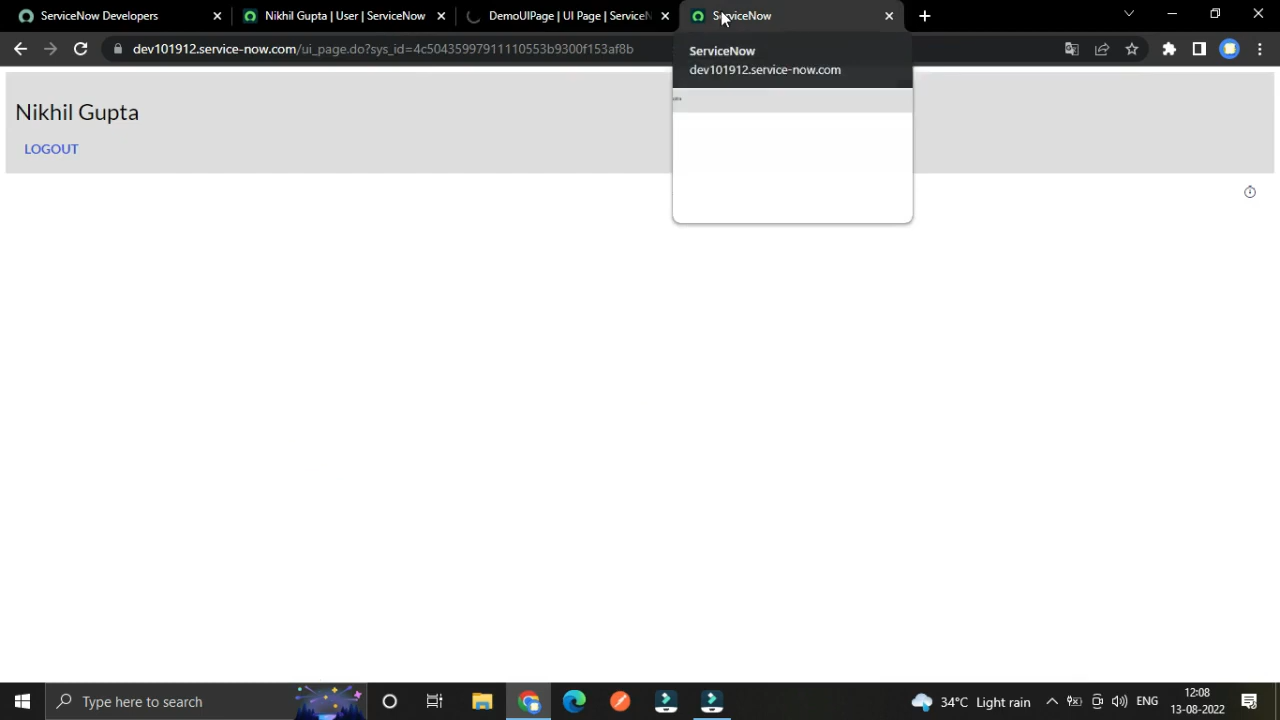 ServiceNow Developers
Nikhil Gupta | User | ServiceNow
DemoUIPage | UI Page | ServiceN
ServiceNow
dev101912.service-now.com/ui_page.do?sys_id=4c50435997911110553b9300f153af8b
ServiceNow
dev101912.service-now.com
Nikhil Gupta
LOGOUT
Type here to search
34°C Light rain
ENG
12:08
13-08-2022